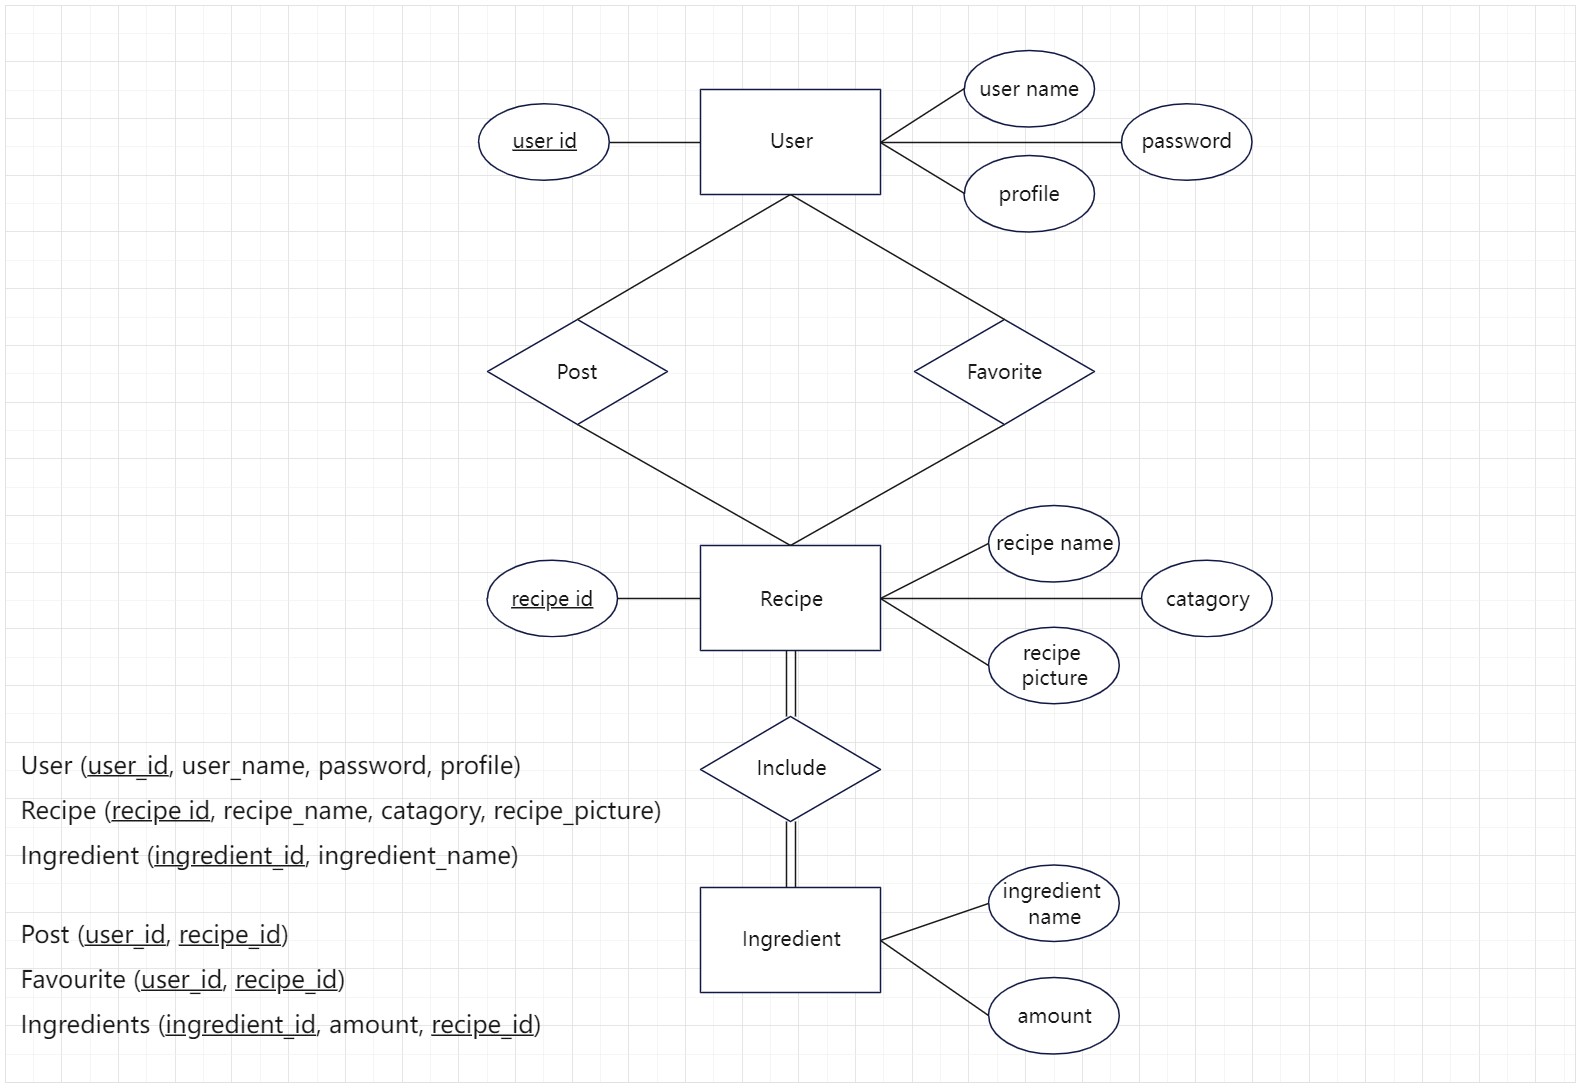 user name
user id
User
password
profile
Post
Favorite
recipe name
recipe id
Recipe
catagory
recipe
picture
Include
User (user_id, user_name, password, profile)
Recipe (recipe id, recipe_name, catagory, recipe_picture)
Ingredient (ingredient_id, ingredient_name)
ingredient
name
Ingredient
Post (user_id, recipe_id)
Favourite (user_id, recipe_id)
Ingredients (ingredient_id, amount, recipe_id)
amount